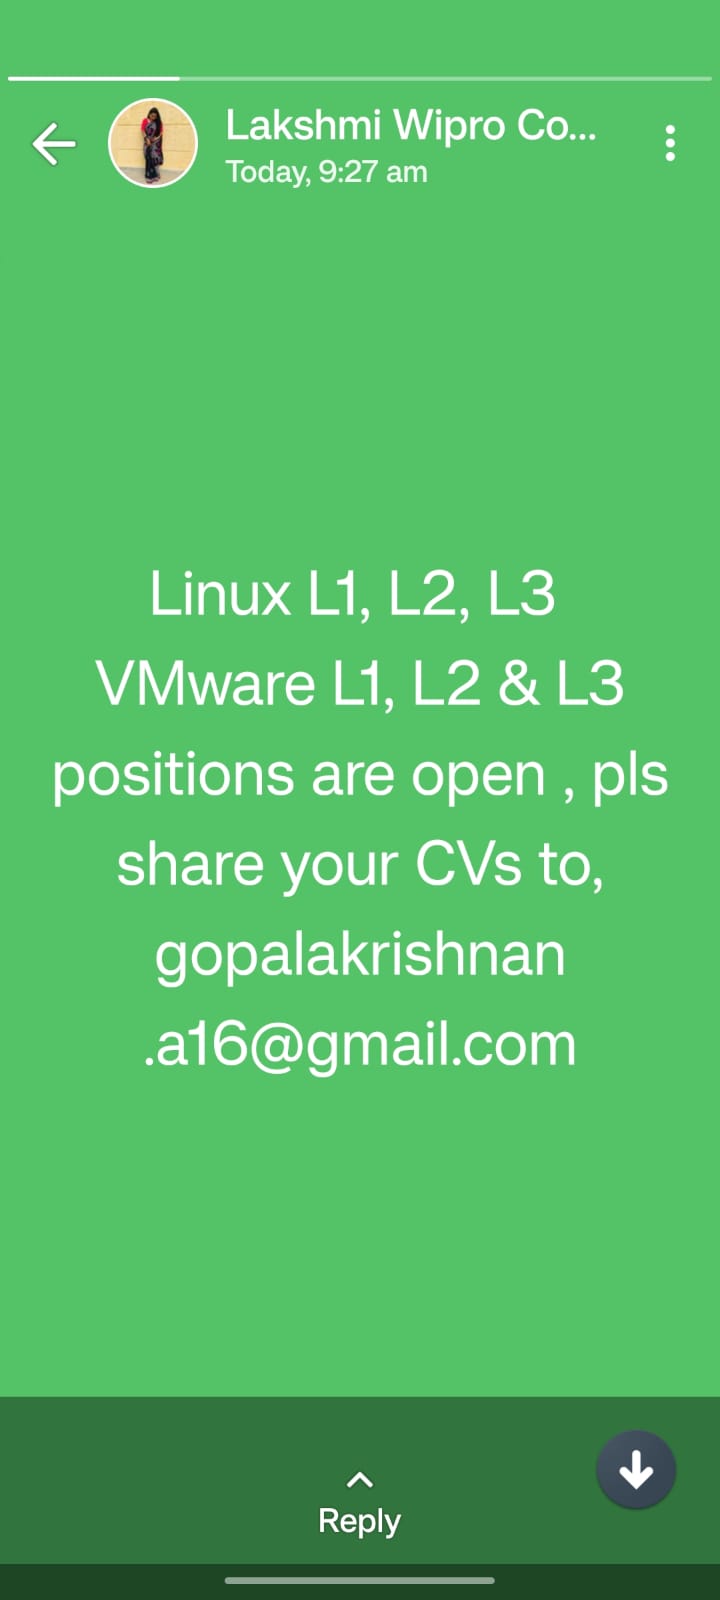 Lakshmi Wipro Co...
Today, 9:27 am
Linux L1, L2, L3
VMware L1, L2 & L3
positions are open , pls
share your CVs to,
gopalakrishnan
.a16@gmail.com
Reply